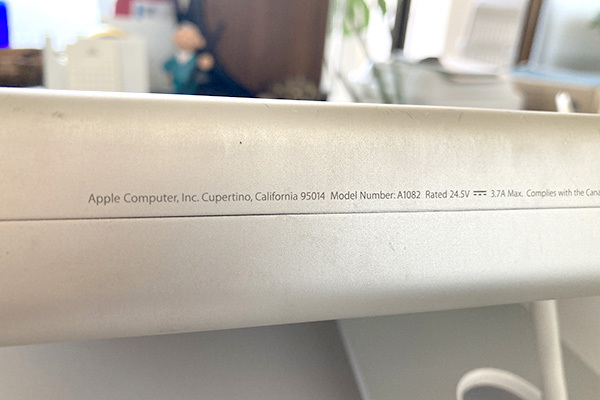 Apple Computer, Inc. Cupertino, California 95014 Model Number: A1082 Rated 24.5V ⎓ 3.7A Max. Complies with the Cana